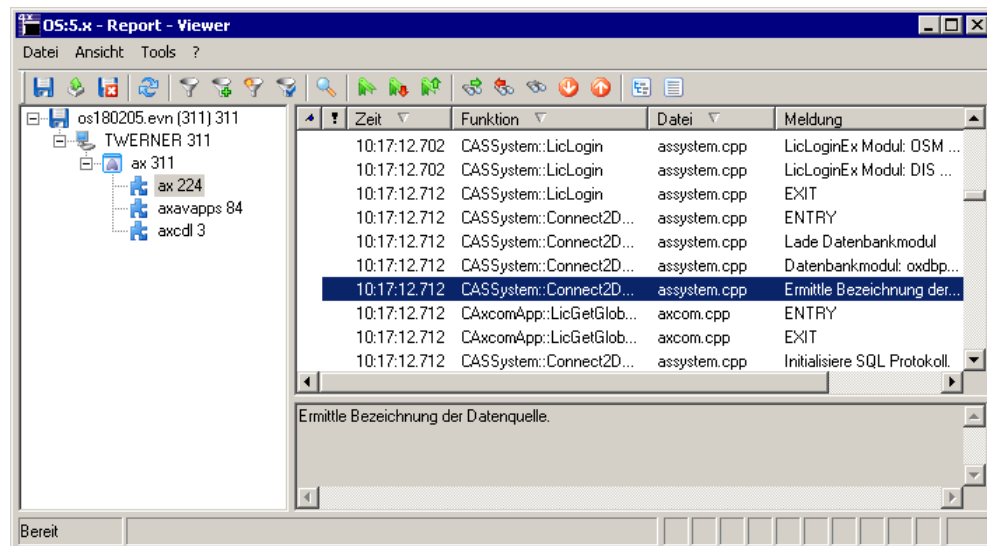 OS:5.x - Report - Viewer
Datei Ansicht Tools ?
os180205.evn (311) 311
TWERNER 311
ax 311
ax 224
axavapps 84
axcdl 3
! Zeit Funktion Datei Meldung
10:17:12.702 CASSystem::LicLogin assystem.cpp LicLoginEx Modul: OSM ...
10:17:12.702 CASSystem::LicLogin assystem.cpp LicLoginEx Modul: DIS ...
10:17:12.702 CASSystem::LicLogin assystem.cpp EXIT
10:17:12.712 CASSystem::Connect2D... assystem.cpp ENTRY
10:17:12.712 CASSystem::Connect2D... assystem.cpp Lade Datenbankmodul
10:17:12.712 CASSystem::Connect2D... assystem.cpp Datenbankmodul: oxdbp...
10:17:12.712 CASSystem::Connect2D... assystem.cpp Ermittle Bezeichnung der...
10:17:12.712 CAxcomApp::LicGetGlob... axcom.cpp ENTRY
10:17:12.712 CAxcomApp::LicGetGlob... axcom.cpp EXIT
10:17:12.712 CASSystem::Connect2D... assystem.cpp Initialisiere SQL Protokoll.
Ermittle Bezeichnung der Datenquelle.
Bereit